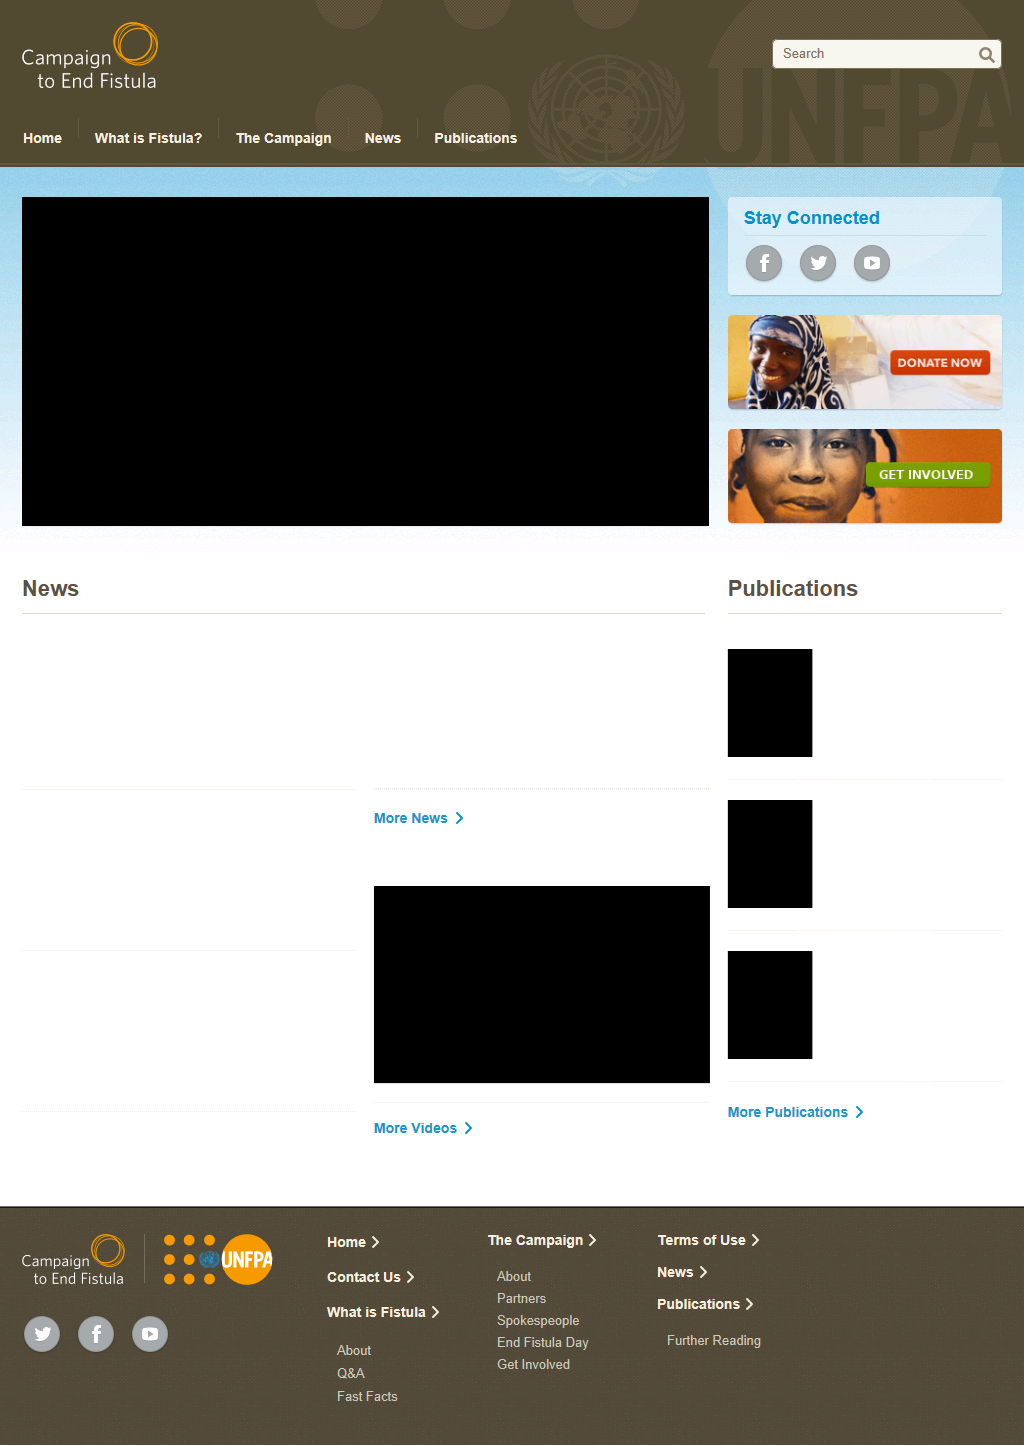 Campaign
to End Fistula
Search
UNFPA
Home
What is Fistula?
The Campaign
News
Publications
Stay Connected
DONATE NOW
GET INVOLVED
News
Publications
More News
More Videos
More Publications
Campaign
to End Fistula
UNFPA
Home
Contact Us
What is Fistula
About
Q&A
Fast Facts
The Campaign
About
Partners
Spokespeople
End Fistula Day
Get Involved
Terms of Use
News
Publications
Further Reading